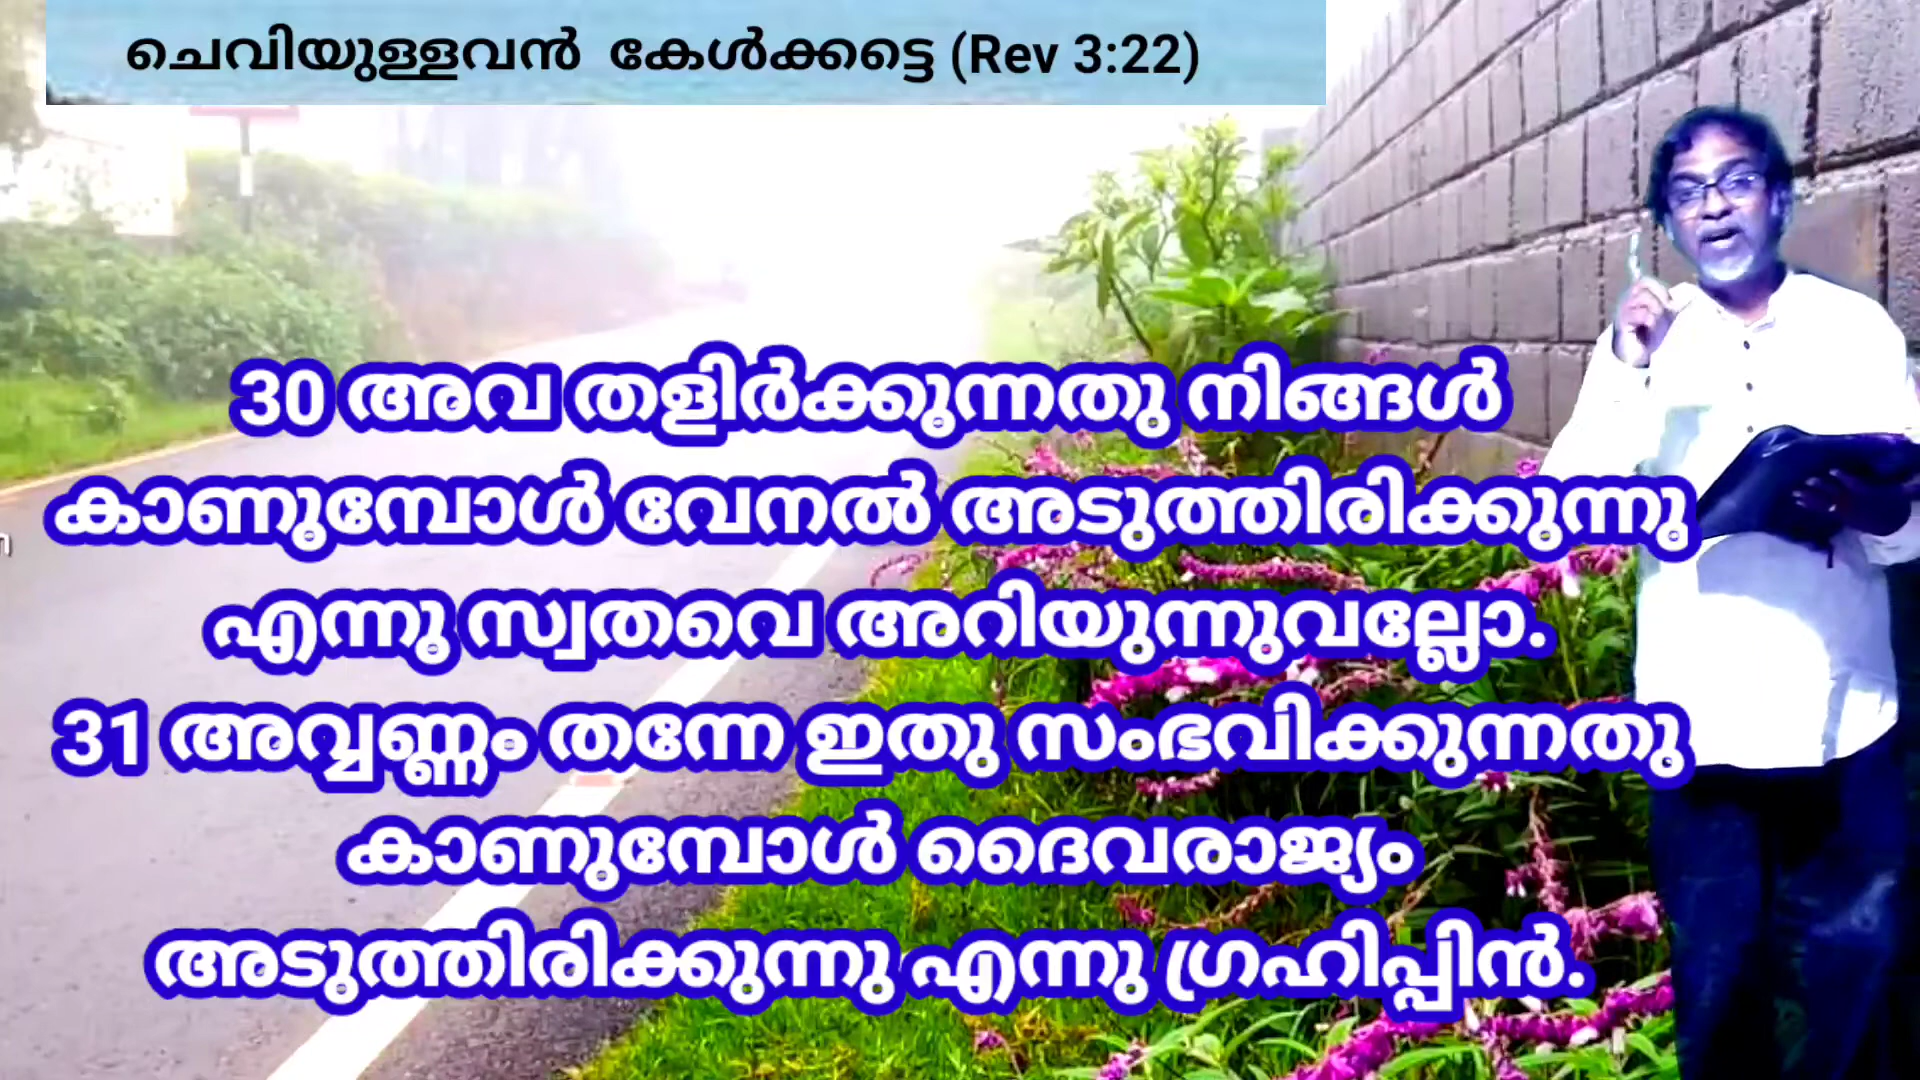 ചെവിയുള്ളവൻ കേൾക്കട്ടെ (Rev 3:22)
30 അവ തളിർക്കുന്നതു നിങ്ങൾ
കാണുമ്പോൾ വേനൽ അടുത്തിരിക്കുന്നു
എന്നു സ്വതവെ അറിയുന്നുവല്ലോ.
31 അവ്വണ്ണം തന്നേ ഇതു സംഭവിക്കുന്നതു
കാണുമ്പോൾ ദൈവരാജ്യം
അടുത്തിരിക്കുന്നു എന്നു ഗ്രഹിപ്പിൻ.